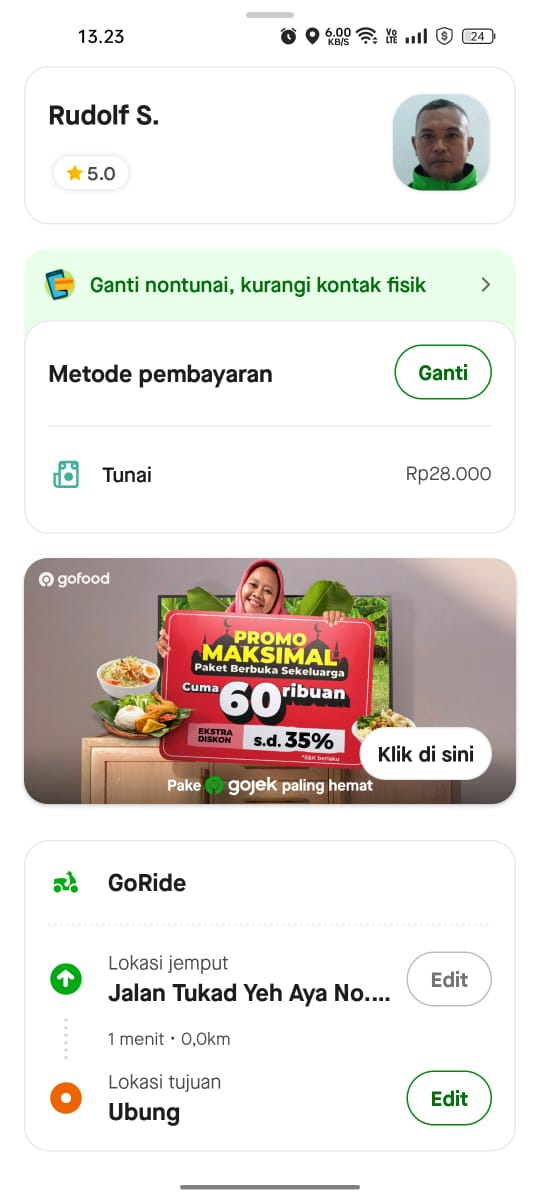 13.23
6.00
KB/S
Vo
LTE
24
Rudolf S.
5.0
Ganti nontunai, kurangi kontak fisik
Metode pembayaran
Ganti
Tunai
Rp28.000
gofood
PROMO
MAKSIMAL
Paket Berbuka Sekeluarga
Cuma 60 ribuan
EKSTRA
DISKON
s.d. 35%
*S&K berlaku
Klik di sini
Pake gojek paling hemat
GoRide
Lokasi jemput
Jalan Tukad Yeh Aya No....
Edit
1 menit • 0,0km
Lokasi tujuan
Ubung
Edit